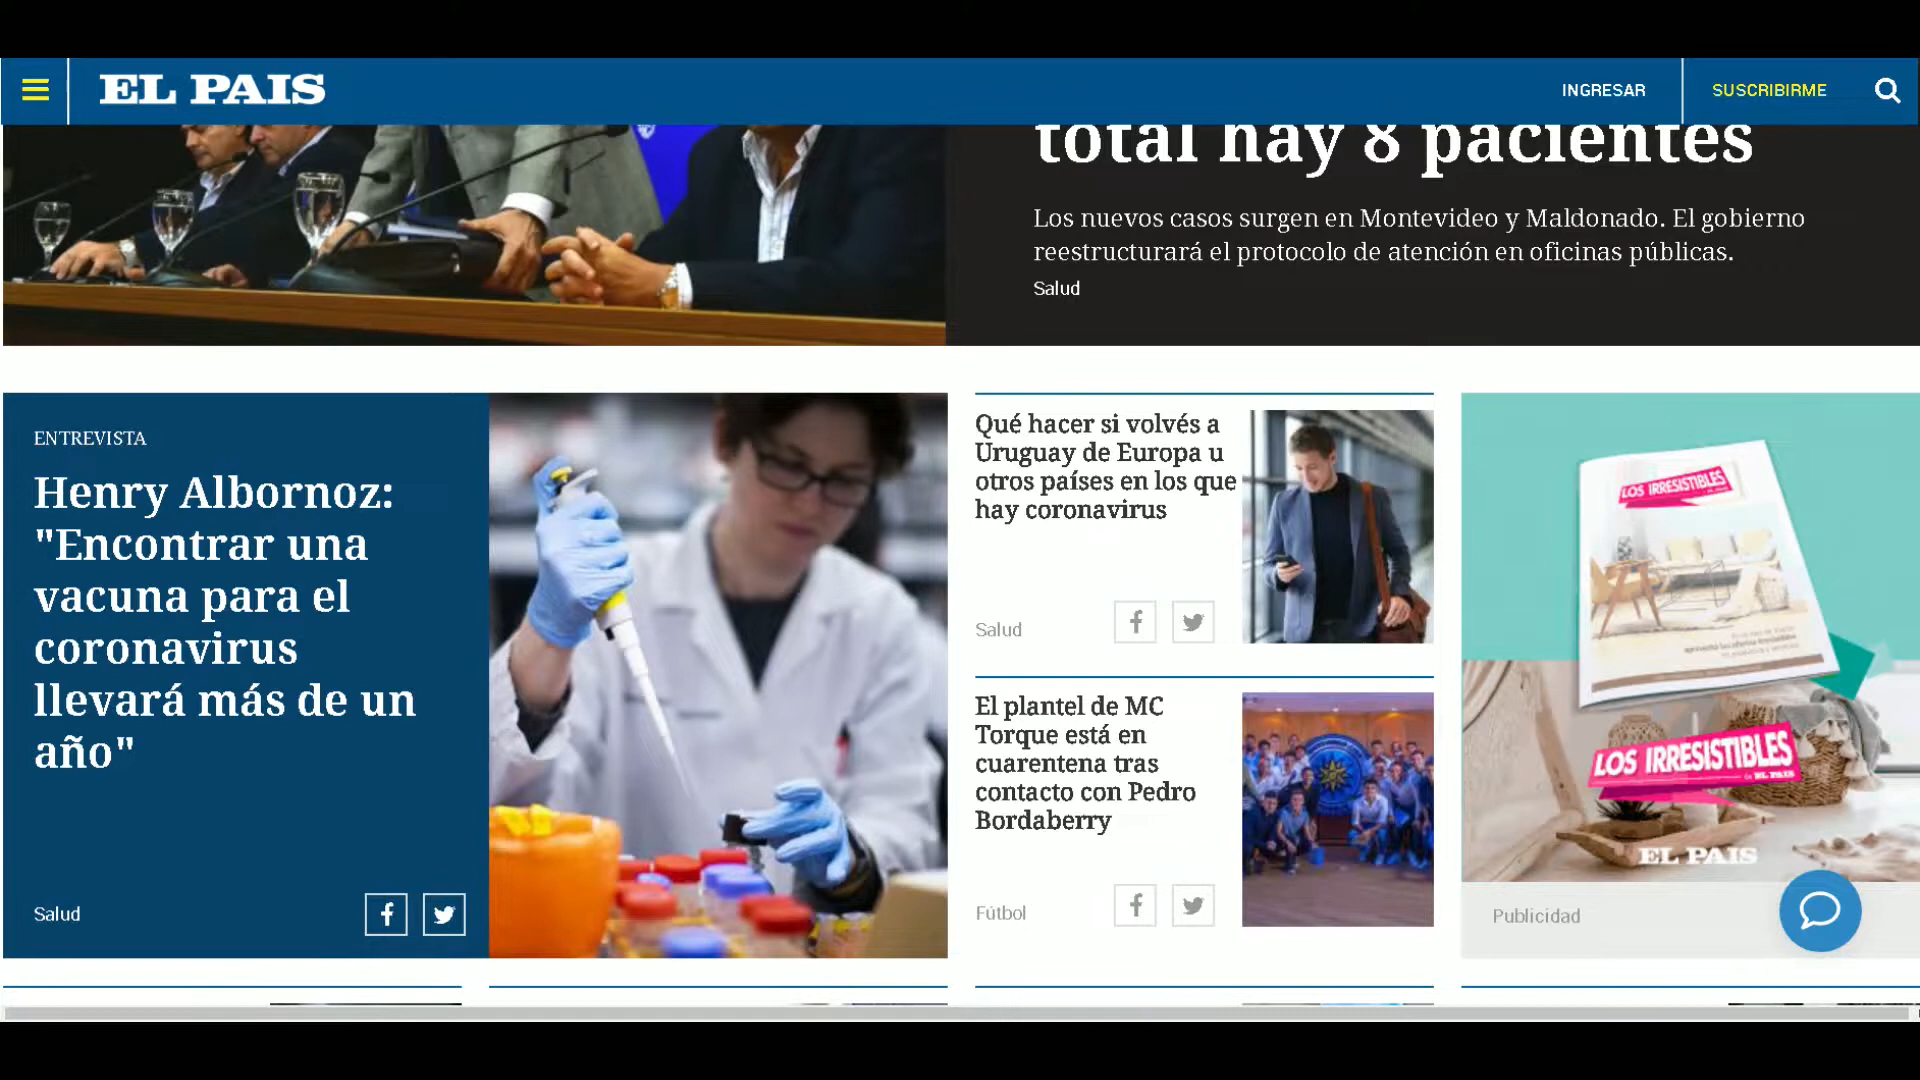 EL PAIS
INGRESAR
SUSCRIBIRME
total hay 8 pacientes
Los nuevos casos surgen en Montevideo y Maldonado. El gobierno
reestructurará el protocolo de atención en oficinas públicas.
Salud
ENTREVISTA
Henry Albornoz:
"Encontrar una
vacuna para el
coronavirus
llevará más de un
año"
Salud
Qué hacer si volvés a
Uruguay de Europa u
otros países en los que
hay coronavirus
Salud
El plantel de MC
Torque está en
cuarentena tras
contacto con Pedro
Bordaberry
Fútbol
LOS IRRESISTIBLES
LOS IRRESISTIBLES
EL PAIS
EL PAIS
Publicidad